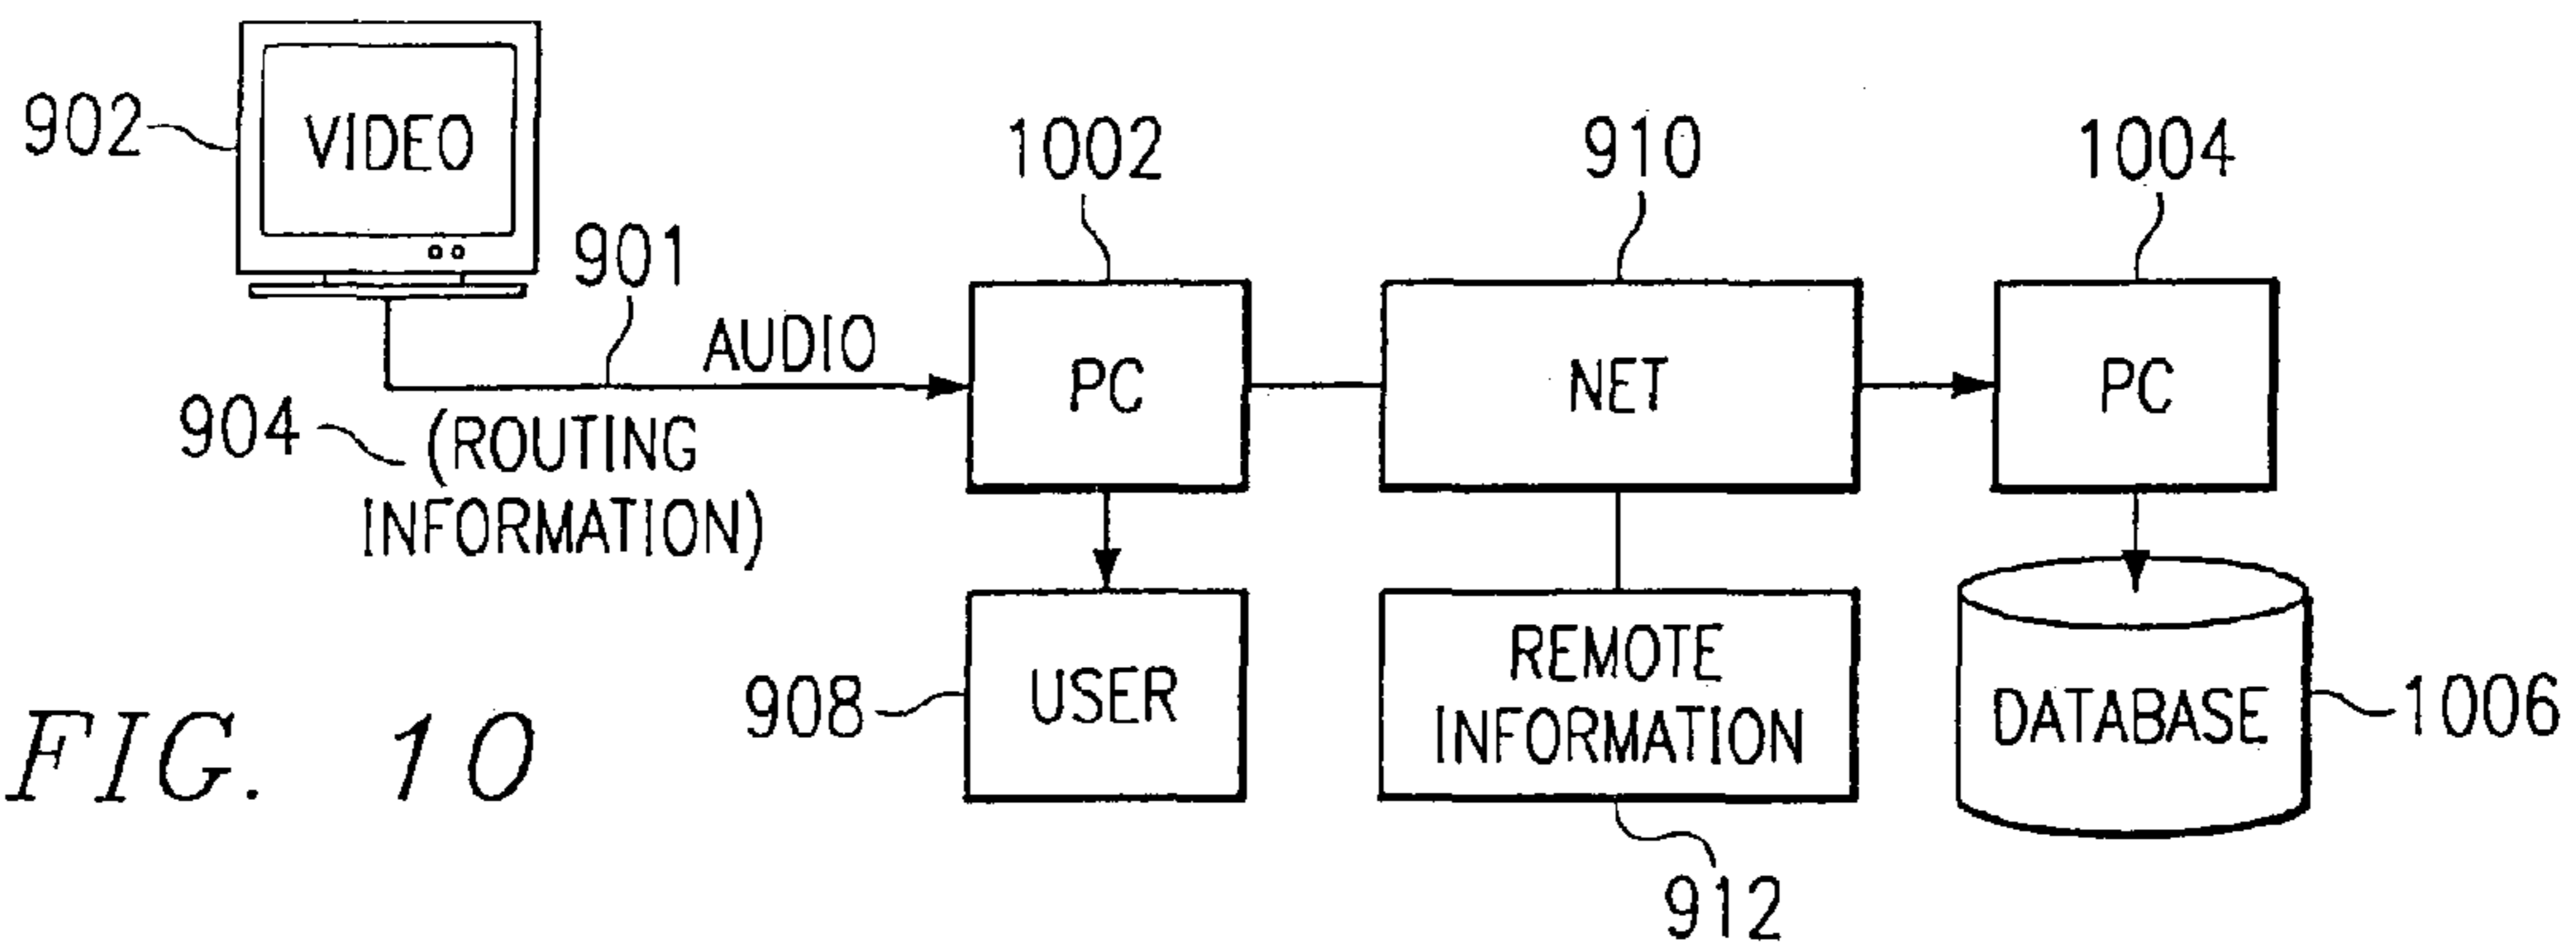 902
VIDEO
901
AUDIO
904
(ROUTING
INFORMATION)
1002
PC
910
NET
1004
PC
908
USER
REMOTE
INFORMATION
912
DATABASE
1006
FIG. 10